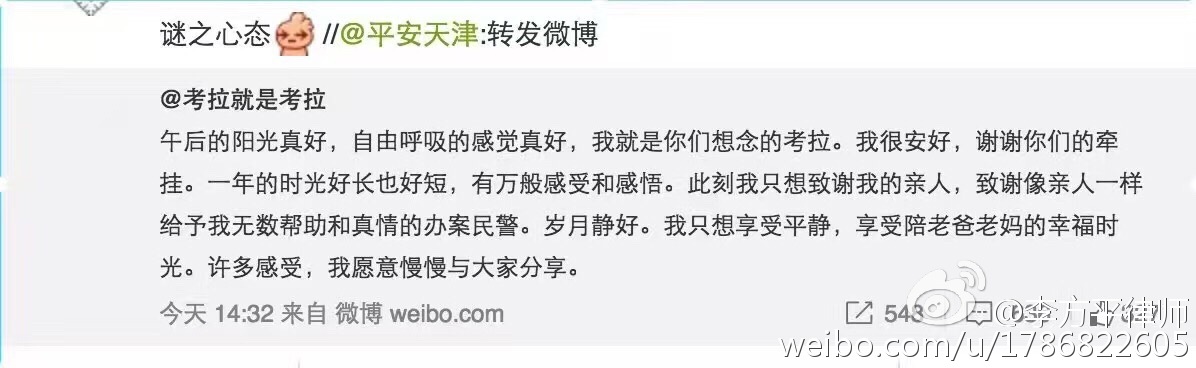 谜之心态 //@平安天津:转发微博
@考拉就是考拉
午后的阳光真好，自由呼吸的感觉真好，我就是你们想念的考拉。我很安好，谢谢你们的牵
挂。一年的时光好长也好短，有万般感受和感悟。此刻我只想致谢我的亲人，致谢像亲人一样
给予我无数帮助和真情的办案民警。岁月静好。我只想享受平静，享受陪老爸老妈的幸福时
光。许多感受，我愿意慢慢与大家分享。
今天 14:32 来自 微博 weibo.com
543
@李方平律师
weibo.com/u/1786822605